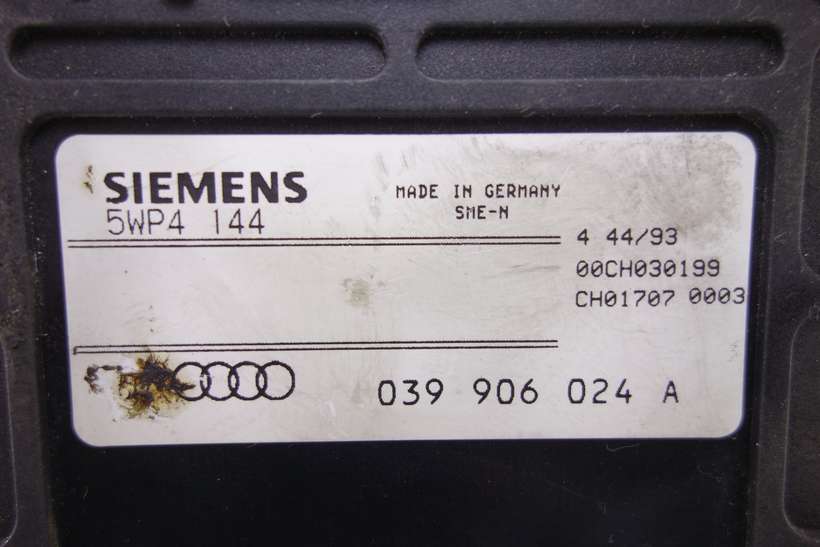 SIEMENS
5WP4 144
MADE IN GERMANY
SME-N
4 44/93
00CH030199
CH01707 0003
039 906 024 A